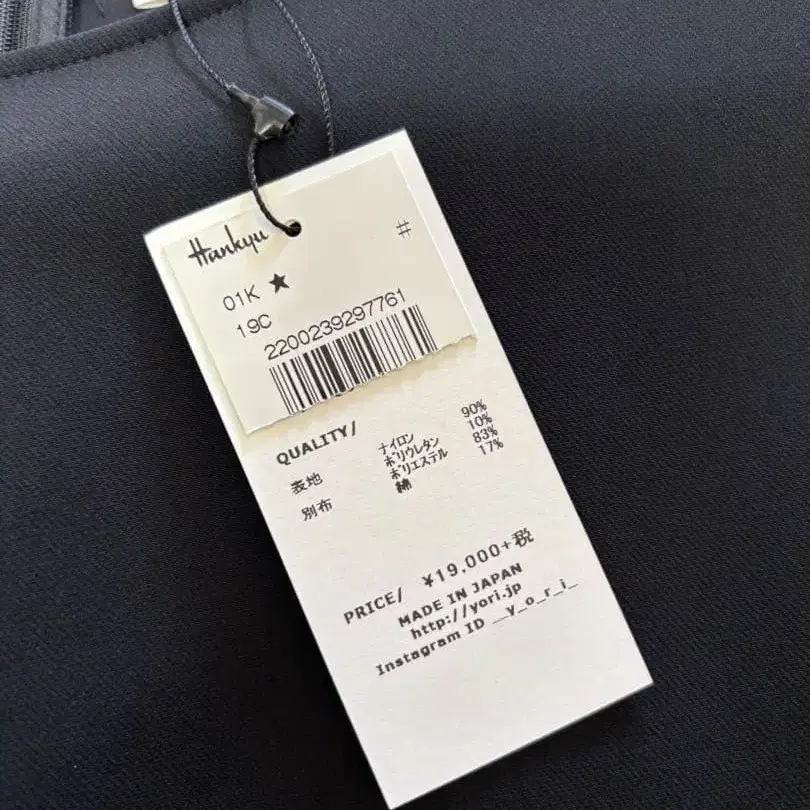 Hankyu #
01K ★
19C
2200239297761
QUALITY/
表地 ナイロン 90%
ポリウレタン 10%
別布 ポリエステル 83%
綿 17%
PRICE/ ¥19,000+税
MADE IN JAPAN
http://yori.jp
Instagram ID __y_o_r_i_